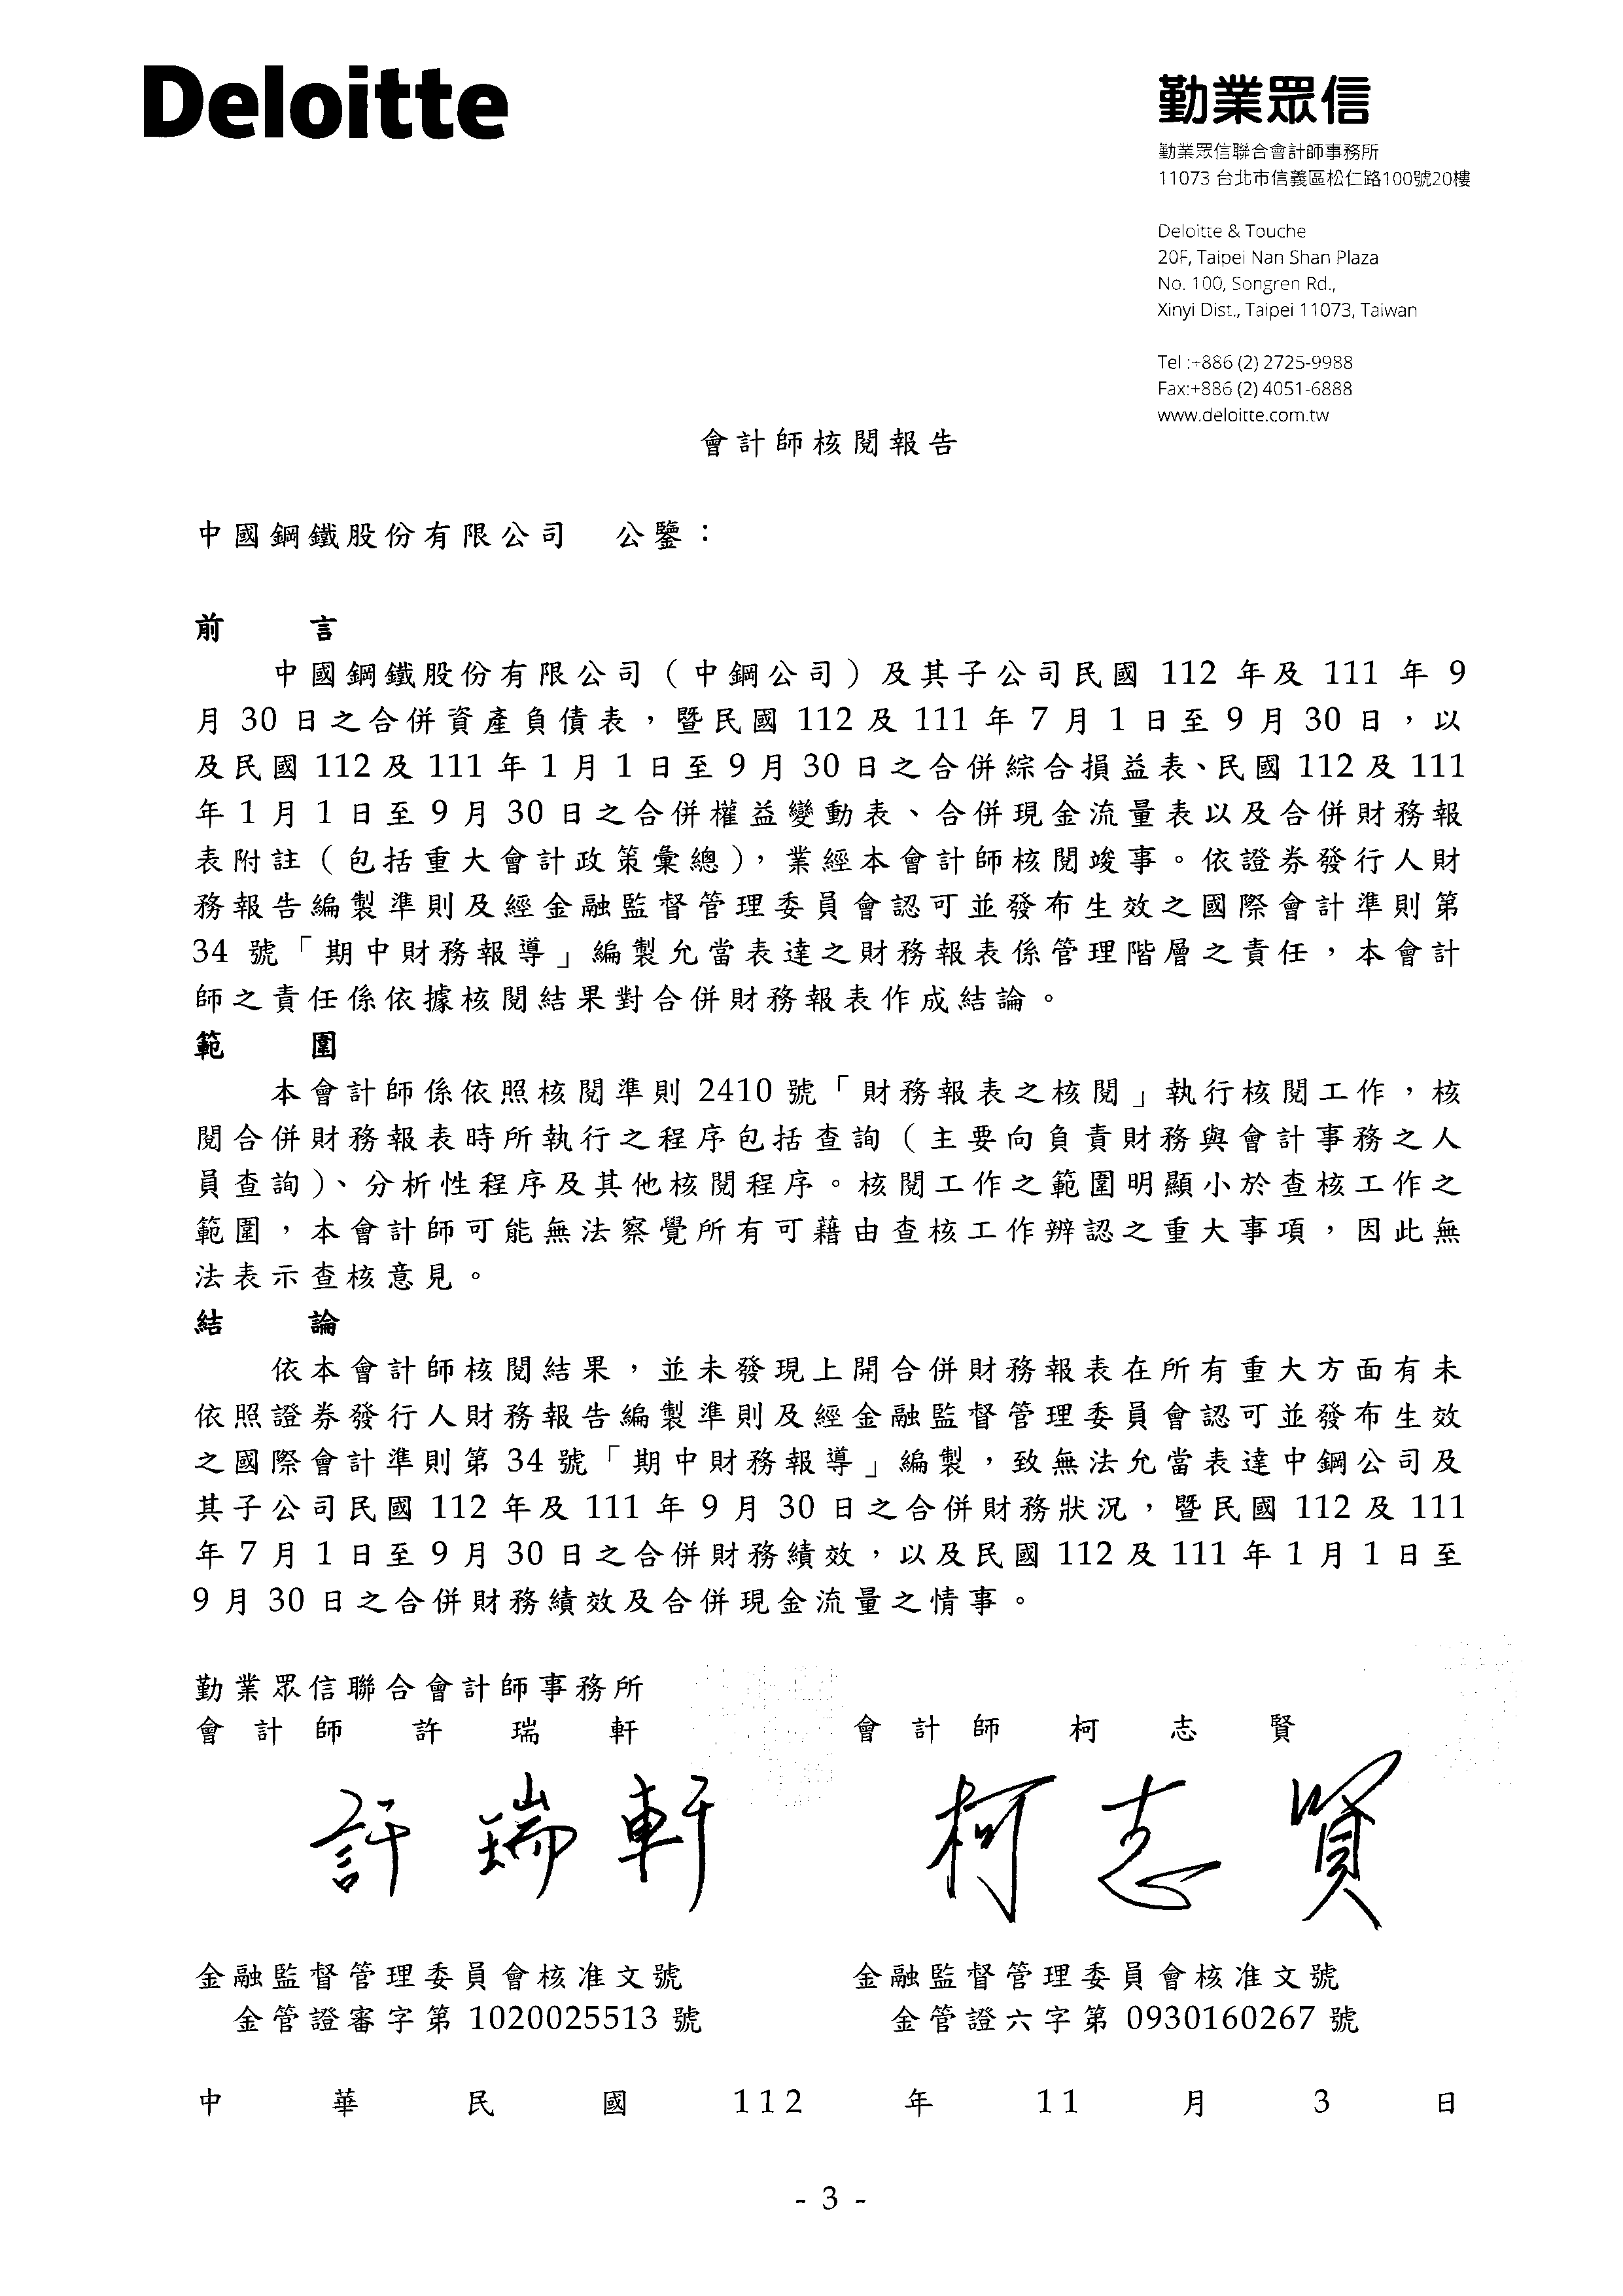 Deloitte
勤業眾信
勤業眾信聯合會計師事務所
11073 台北市信義區松仁路100號20樓
Deloitte & Touche
20F, Taipei Nan Shan Plaza
No. 100, Songren Rd.,
Xinyi Dist., Taipei 11073, Taiwan
Tel :+886 (2) 2725-9988
Fax:+886 (2) 4051-6888
www.deloitte.com.tw
會計師核閱報告
中國鋼鐵股份有限公司 公鑒：
前 言
中國鋼鐵股份有限公司（中鋼公司）及其子公司民國 112 年及 111 年 9
月 30 日之合併資產負債表，暨民國 112 及 111 年 7 月 1 日至 9 月 30 日，以
及民國 112 及 111 年 1 月 1 日至 9 月 30 日之合併綜合損益表、民國 112 及 111
年 1 月 1 日至 9 月 30 日之合併權益變動表、合併現金流量表以及合併財務報
表附註（包括重大會計政策彙總），業經本會計師核閱竣事。依證券發行人財
務報告編製準則及經金融監督管理委員會認可並發布生效之國際會計準則第
34 號「期中財務報導」編製允當表達之財務報表係管理階層之責任，本會計
師之責任係依據核閱結果對合併財務報表作成結論。
範 圍
本會計師係依照核閱準則 2410 號「財務報表之核閱」執行核閱工作，核
閱合併財務報表時所執行之程序包括查詢（主要向負責財務與會計事務之人
員查詢）、分析性程序及其他核閱程序。核閱工作之範圍明顯小於查核工作之
範圍，本會計師可能無法察覺所有可藉由查核工作辨認之重大事項，因此無
法表示查核意見。
結 論
依本會計師核閱結果，並未發現上開合併財務報表在所有重大方面有未
依照證券發行人財務報告編製準則及經金融監督管理委員會認可並發布生效
之國際會計準則第 34 號「期中財務報導」編製，致無法允當表達中鋼公司及
其子公司民國 112 年及 111 年 9 月 30 日之合併財務狀況，暨民國 112 及 111
年 7 月 1 日至 9 月 30 日之合併財務績效，以及民國 112 及 111 年 1 月 1 日至
9 月 30 日之合併財務績效及合併現金流量之情事。
勤業眾信聯合會計師事務所
會計師 許瑞軒 會計師 柯志賢
許瑞軒 柯志賢
金融監督管理委員會核准文號 金融監督管理委員會核准文號
金管證審字第 1020025513 號 金管證六字第 0930160267 號
中華民國 112 年 11 月 3 日
- 3 -